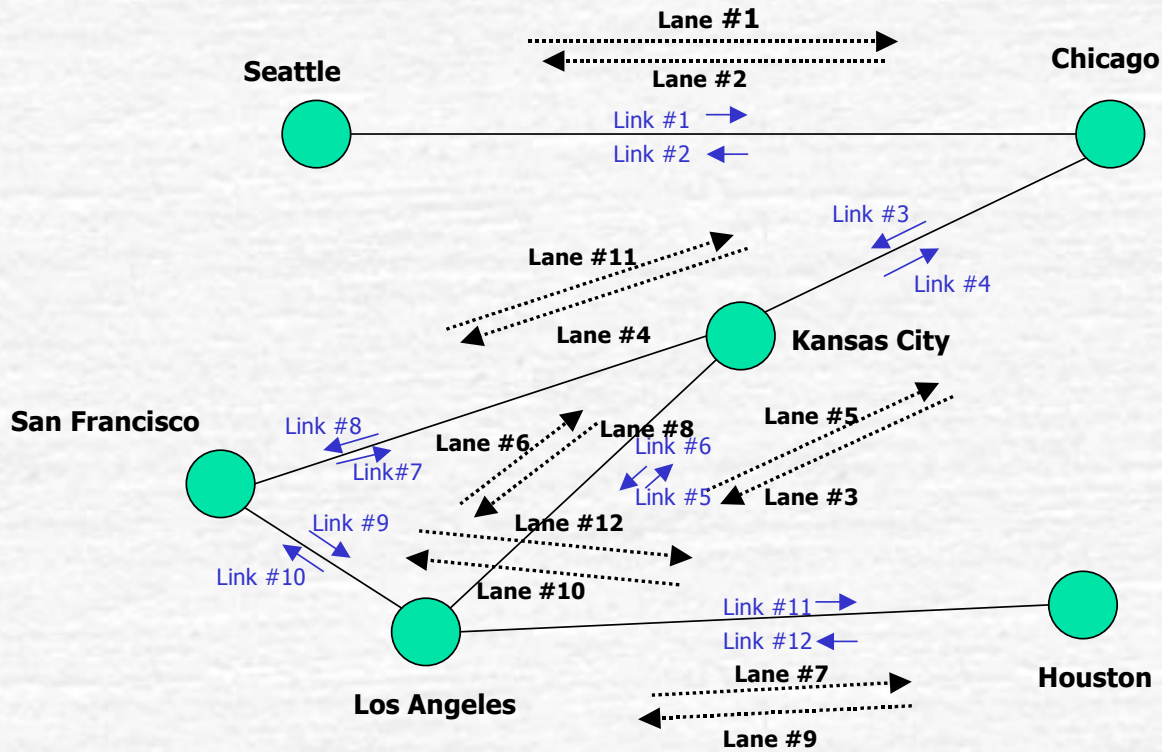 Lane #1
Seattle
Chicago
Lane #2
Link #1
Link #2
Link #3
Lane #11
Link #4
Lane #4
Kansas City
San Francisco
Link #8
Lane #6
Lane #8
Lane #5
Link #6
Link#7
Link #5
Lane #3
Link #9
Lane #12
Link #10
Lane #10
Link #11
Link #12
Lane #7
Houston
Los Angeles
Lane #9